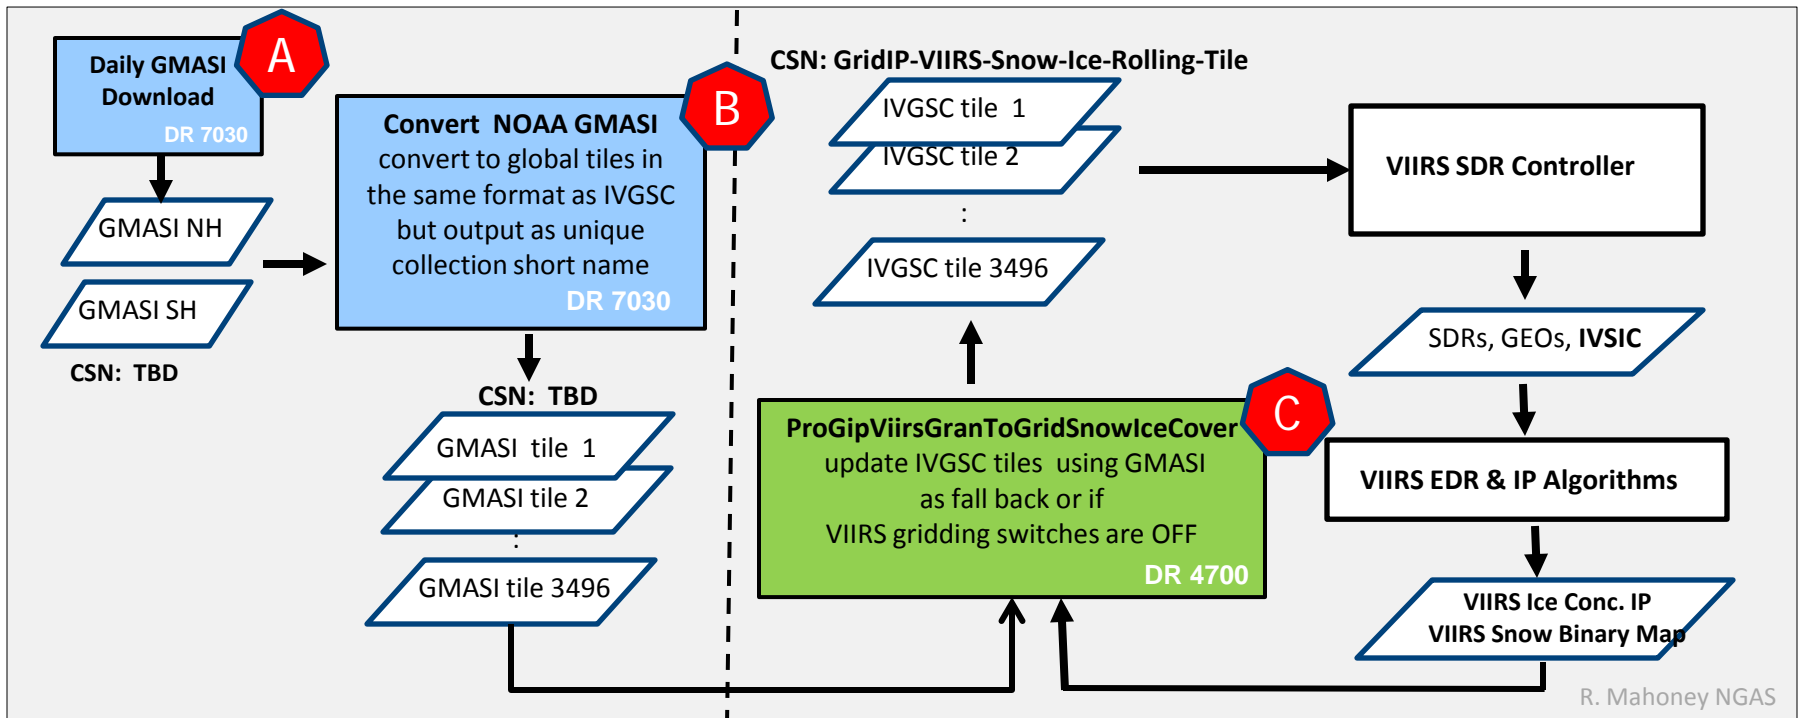 Daily GMASI
Download
DR 7030
A
GMASI NH
GMASI SH
CSN:  TBD
B
Convert  NOAA GMASI
convert to global tiles in
the same format as IVGSC
but output as unique
collection short name
DR 7030
CSN:  TBD
GMASI  tile  1
GMASI tile 2
:
GMASI tile 3496
CSN: GridIP-VIIRS-Snow-Ice-Rolling-Tile
IVGSC tile  1
IVGSC tile 2
:
IVGSC tile 3496
C
ProGipViirsGranToGridSnowIceCover
update IVGSC tiles  using GMASI
as fall back or if
VIIRS gridding switches are OFF
DR 4700
VIIRS SDR Controller
SDRs, GEOs, IVSIC
VIIRS EDR & IP Algorithms
VIIRS Ice Conc. IP
VIIRS Snow Binary Map
R. Mahoney NGAS